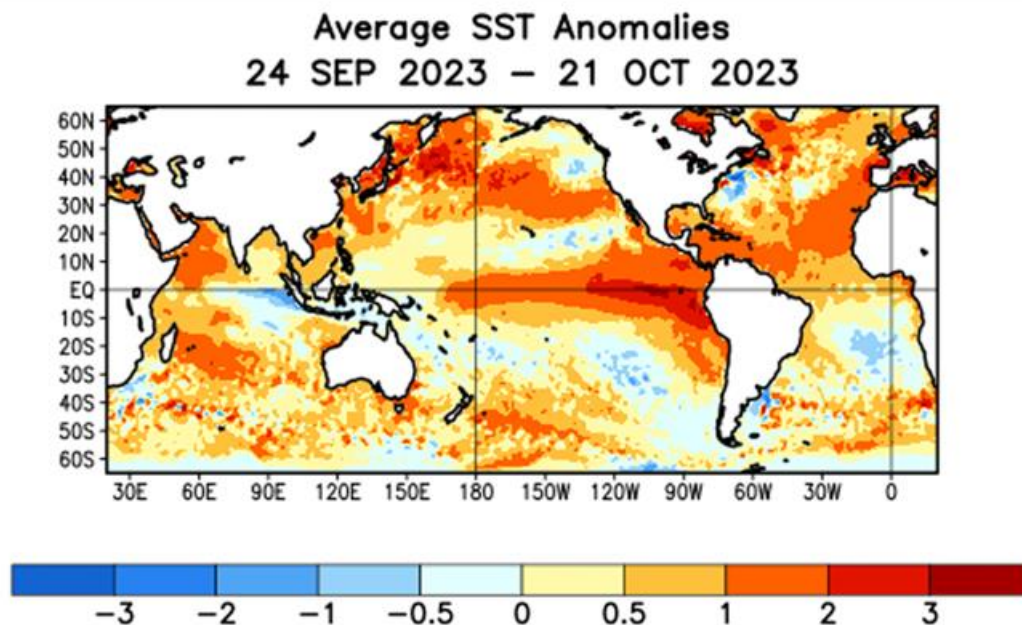 Average SST Anomalies
24 SEP 2023 – 21 OCT 2023
60N
50N
40N
30N
20N
10N
EQ
10S
20S
30S
40S
50S
60S
30E 60E 90E 120E 150E 180 150W 120W 90W 60W 30W 0
−3 −2 −1 −0.5 0 0.5 1 2 3